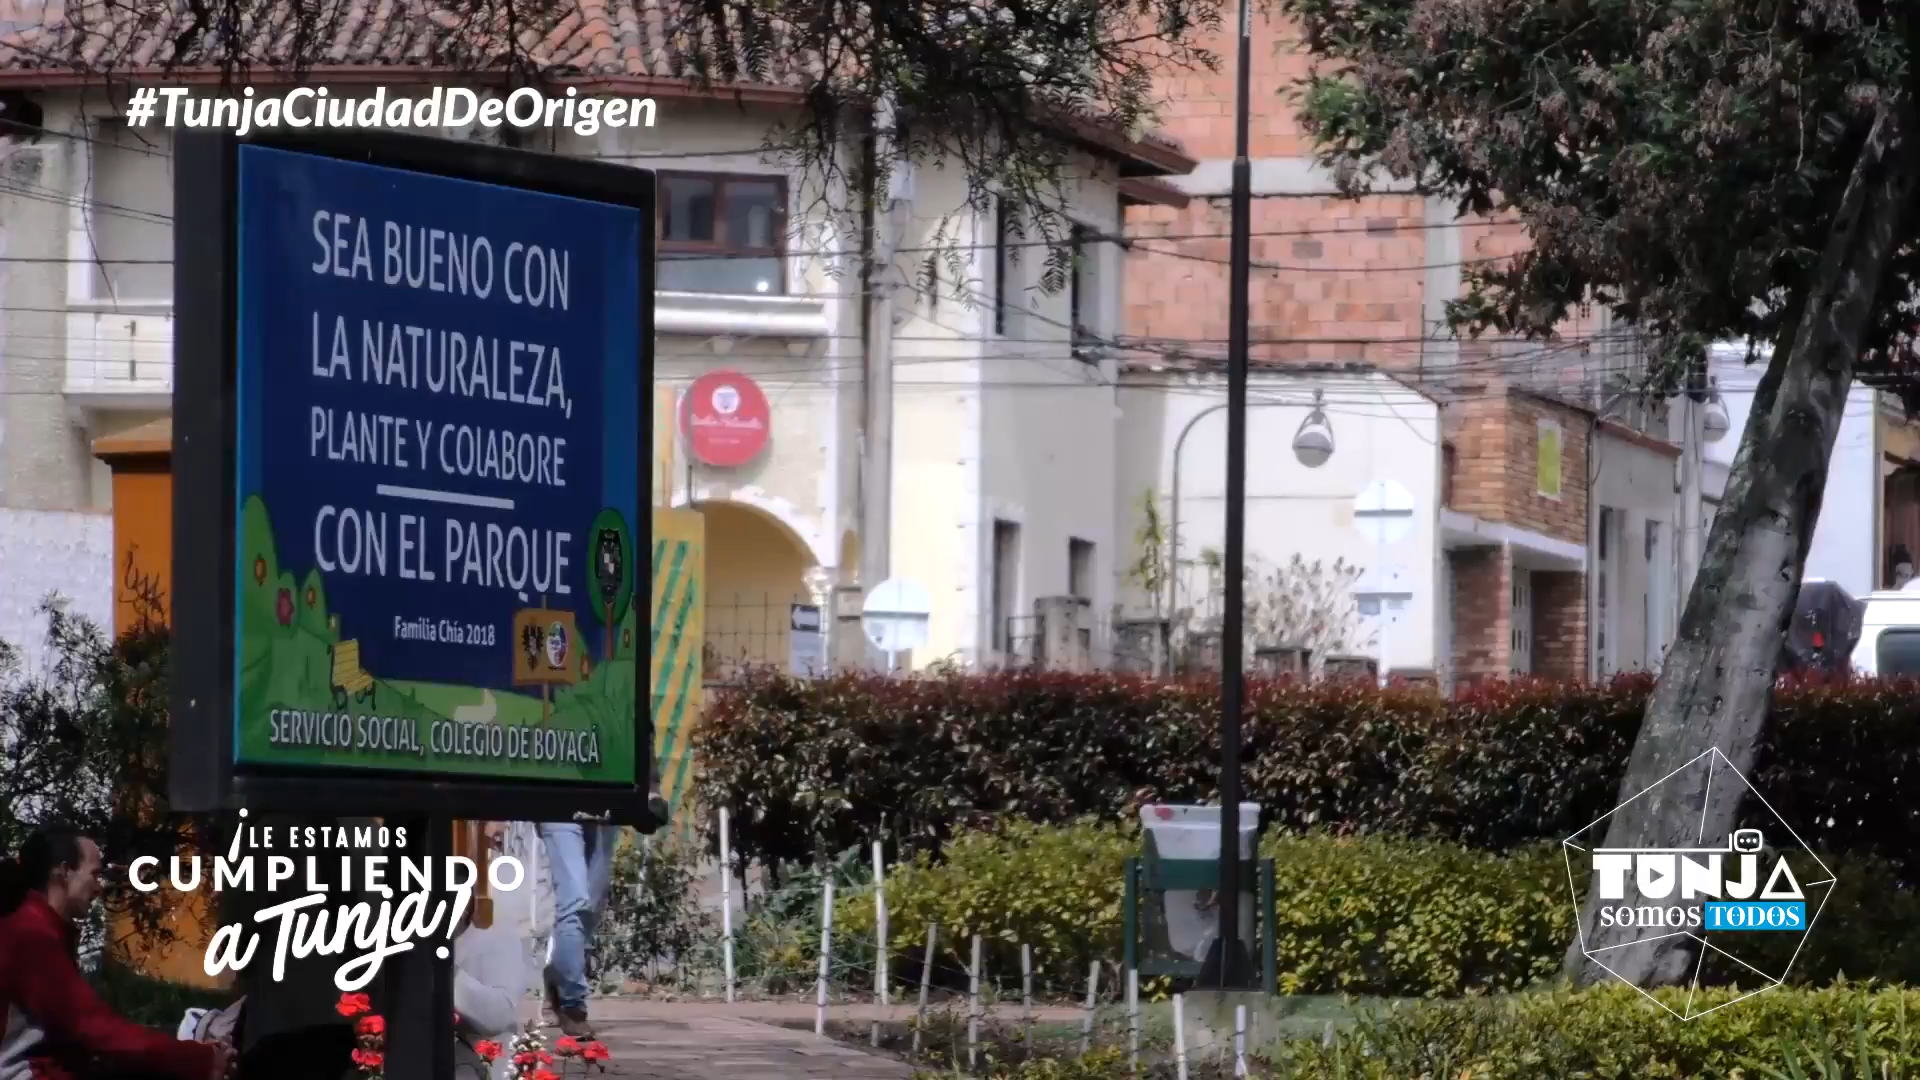 #TunjaCiudadDeOrigen
SEA BUENO CON
LA NATURALEZA,
PLANTE Y COlABORE
CON EL PARQUE
Familia Chía 2018
SERVICIO SOCIAL, COLEGIO DE BOYACÁ
¡LE ESTAMOS
CUMPLIENDO
a Tunja!
TUNJA
SOMOS TODOS